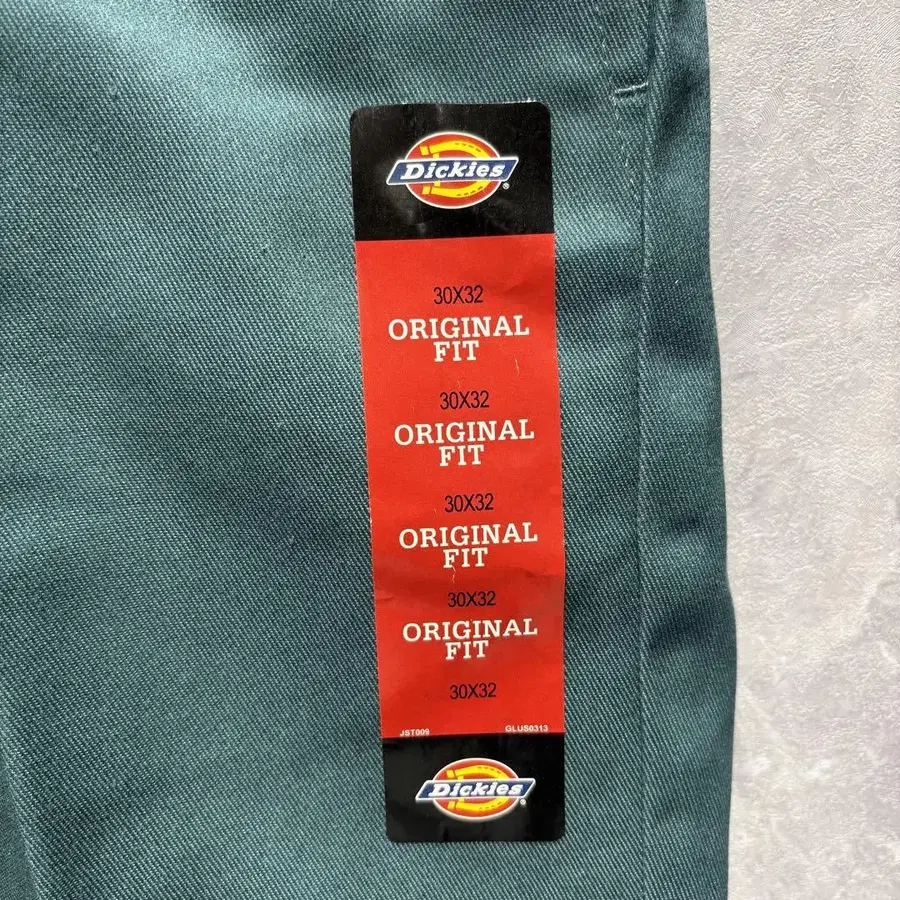 Dickies®
30X32
ORIGINAL
FIT
30X32
ORIGINAL
FIT
30X32
ORIGINAL
FIT
30X32
ORIGINAL
FIT
30X32
JST009 GLUS0313
Dickies®